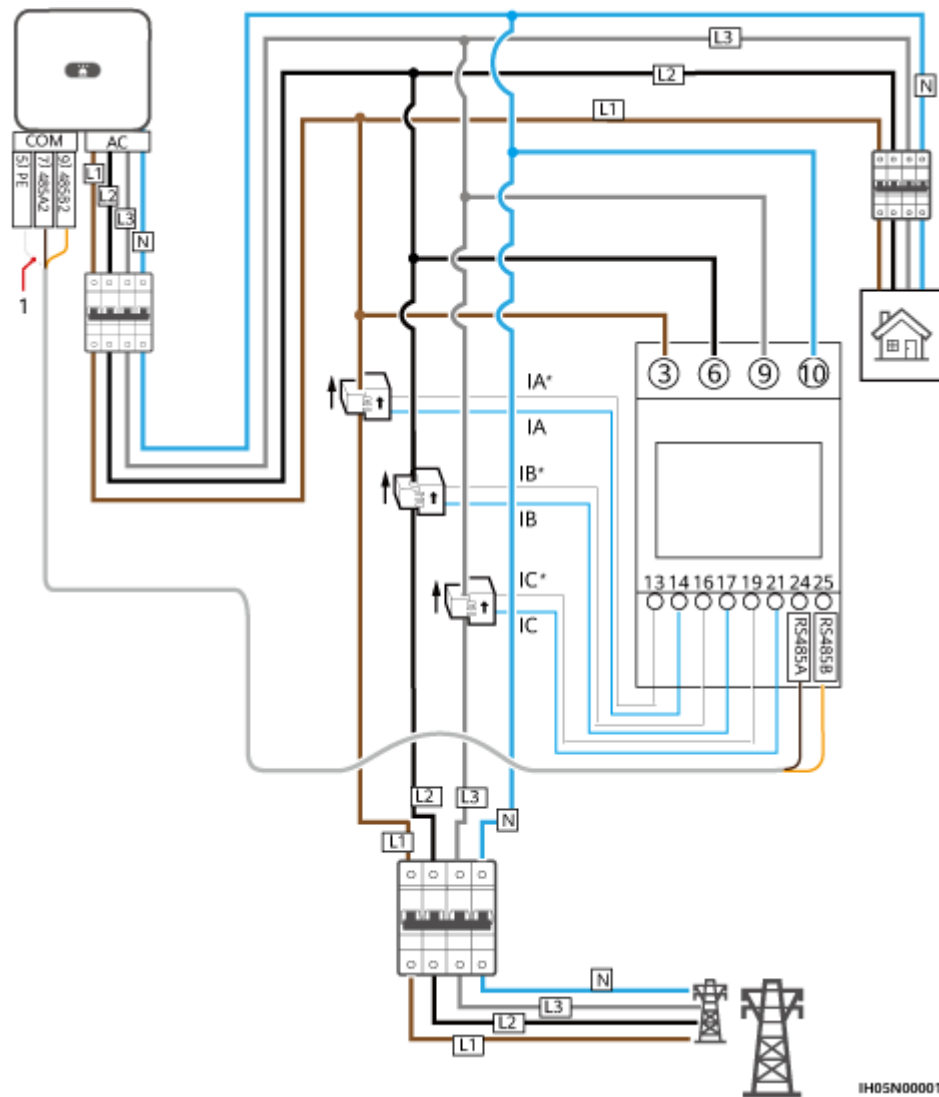 L3
L2
N
L1
COM
AC
5) PE
7) 485A2
9) 485B2
L1
L2
L3
N
1
3
6
9
10
IA*
IA
IB*
IB
IC*
IC
13 14 16 17 19 21 24 25
RS485A
RS485B
L2
L3
N
L1
N
L3
L2
L1
IH05N00001